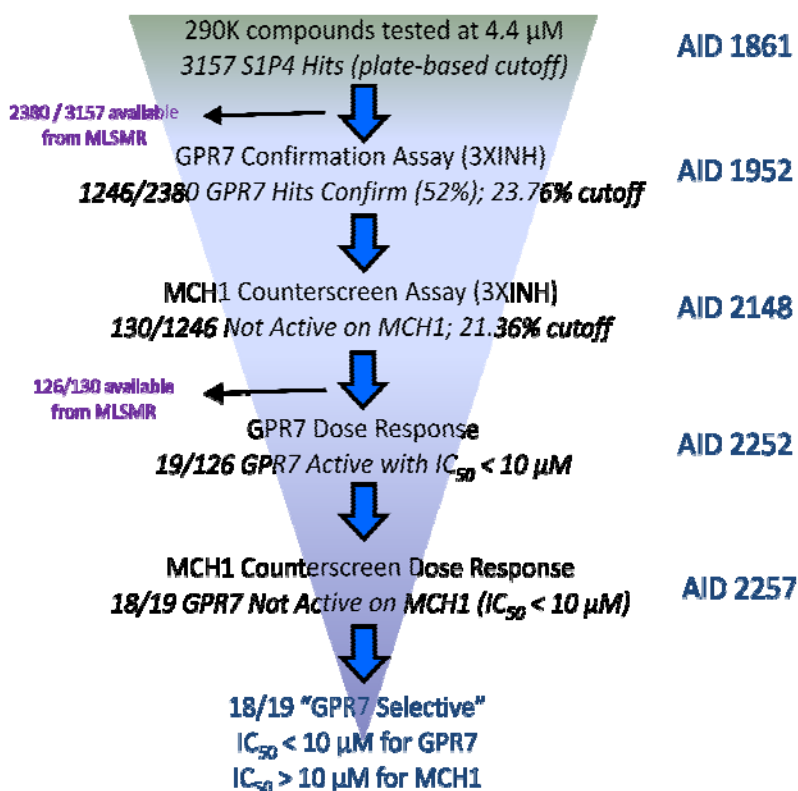 290K compounds tested at 4.4 µM
AID 1861
3157 S1P4 Hits (plate-based cutoff)
2380 / 3157 available
from MLSMR
GPR7 Confirmation Assay (3XINH)
AID 1952
1246/2380 GPR7 Hits Confirm (52%); 23.76% cutoff
MCH1 Counterscreen Assay (3XINH)
AID 2148
130/1246 Not Active on MCH1; 21.36% cutoff
126/130 available
from MLSMR
GPR7 Dose Response
AID 2252
19/126 GPR7 Active with IC50 < 10 µM
MCH1 Counterscreen Dose Response
AID 2257
18/19 GPR7 Not Active on MCH1 (IC50 < 10 µM)
18/19 "GPR7 Selective"
IC50 < 10 µM for GPR7
IC50 > 10 µM for MCH1